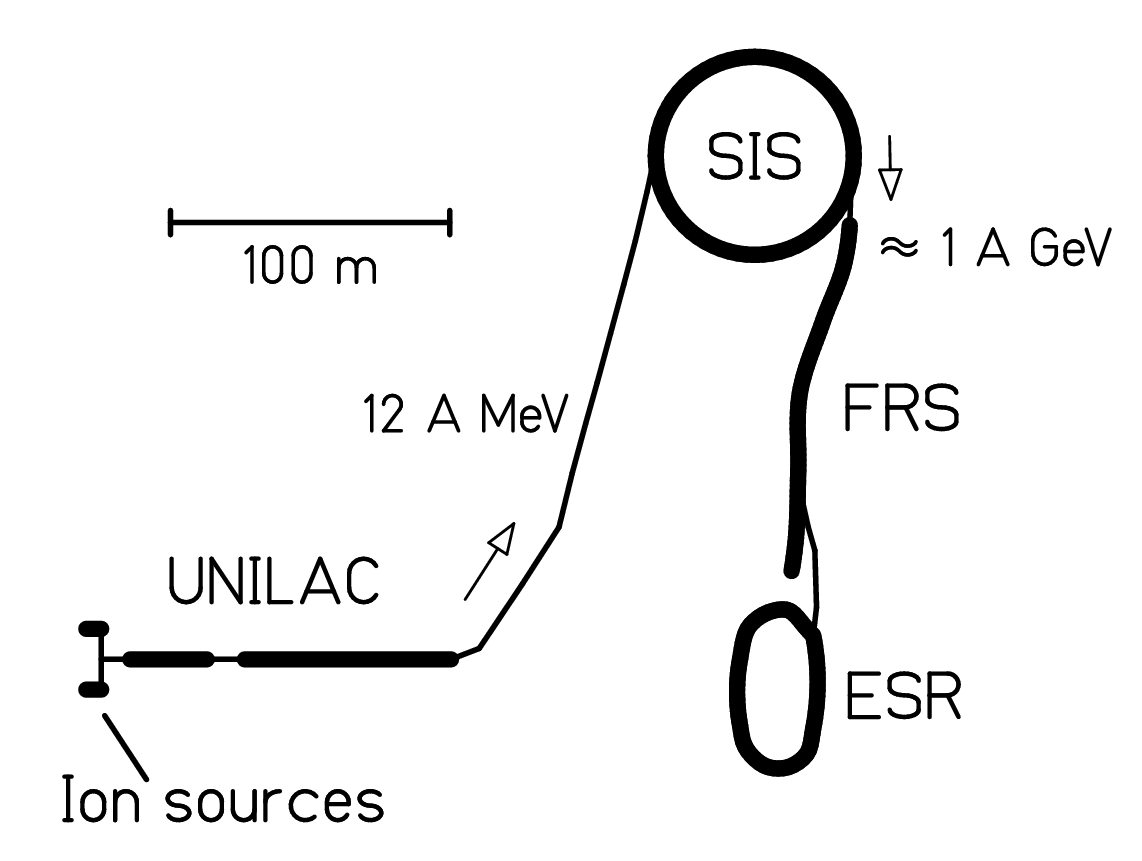 SIS
100 m
≈ 1 A GeV
12 A MeV
FRS
UNILAC
ESR
Ion sources